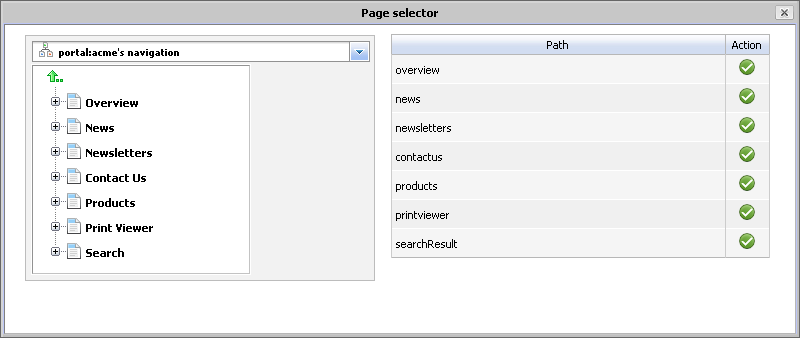 Page selector
portal:acme's navigation
Overview
News
Newsletters
Contact Us
Products
Print Viewer
Search
Path Action
overview
news
newsletters
contactus
products
printviewer
searchResult